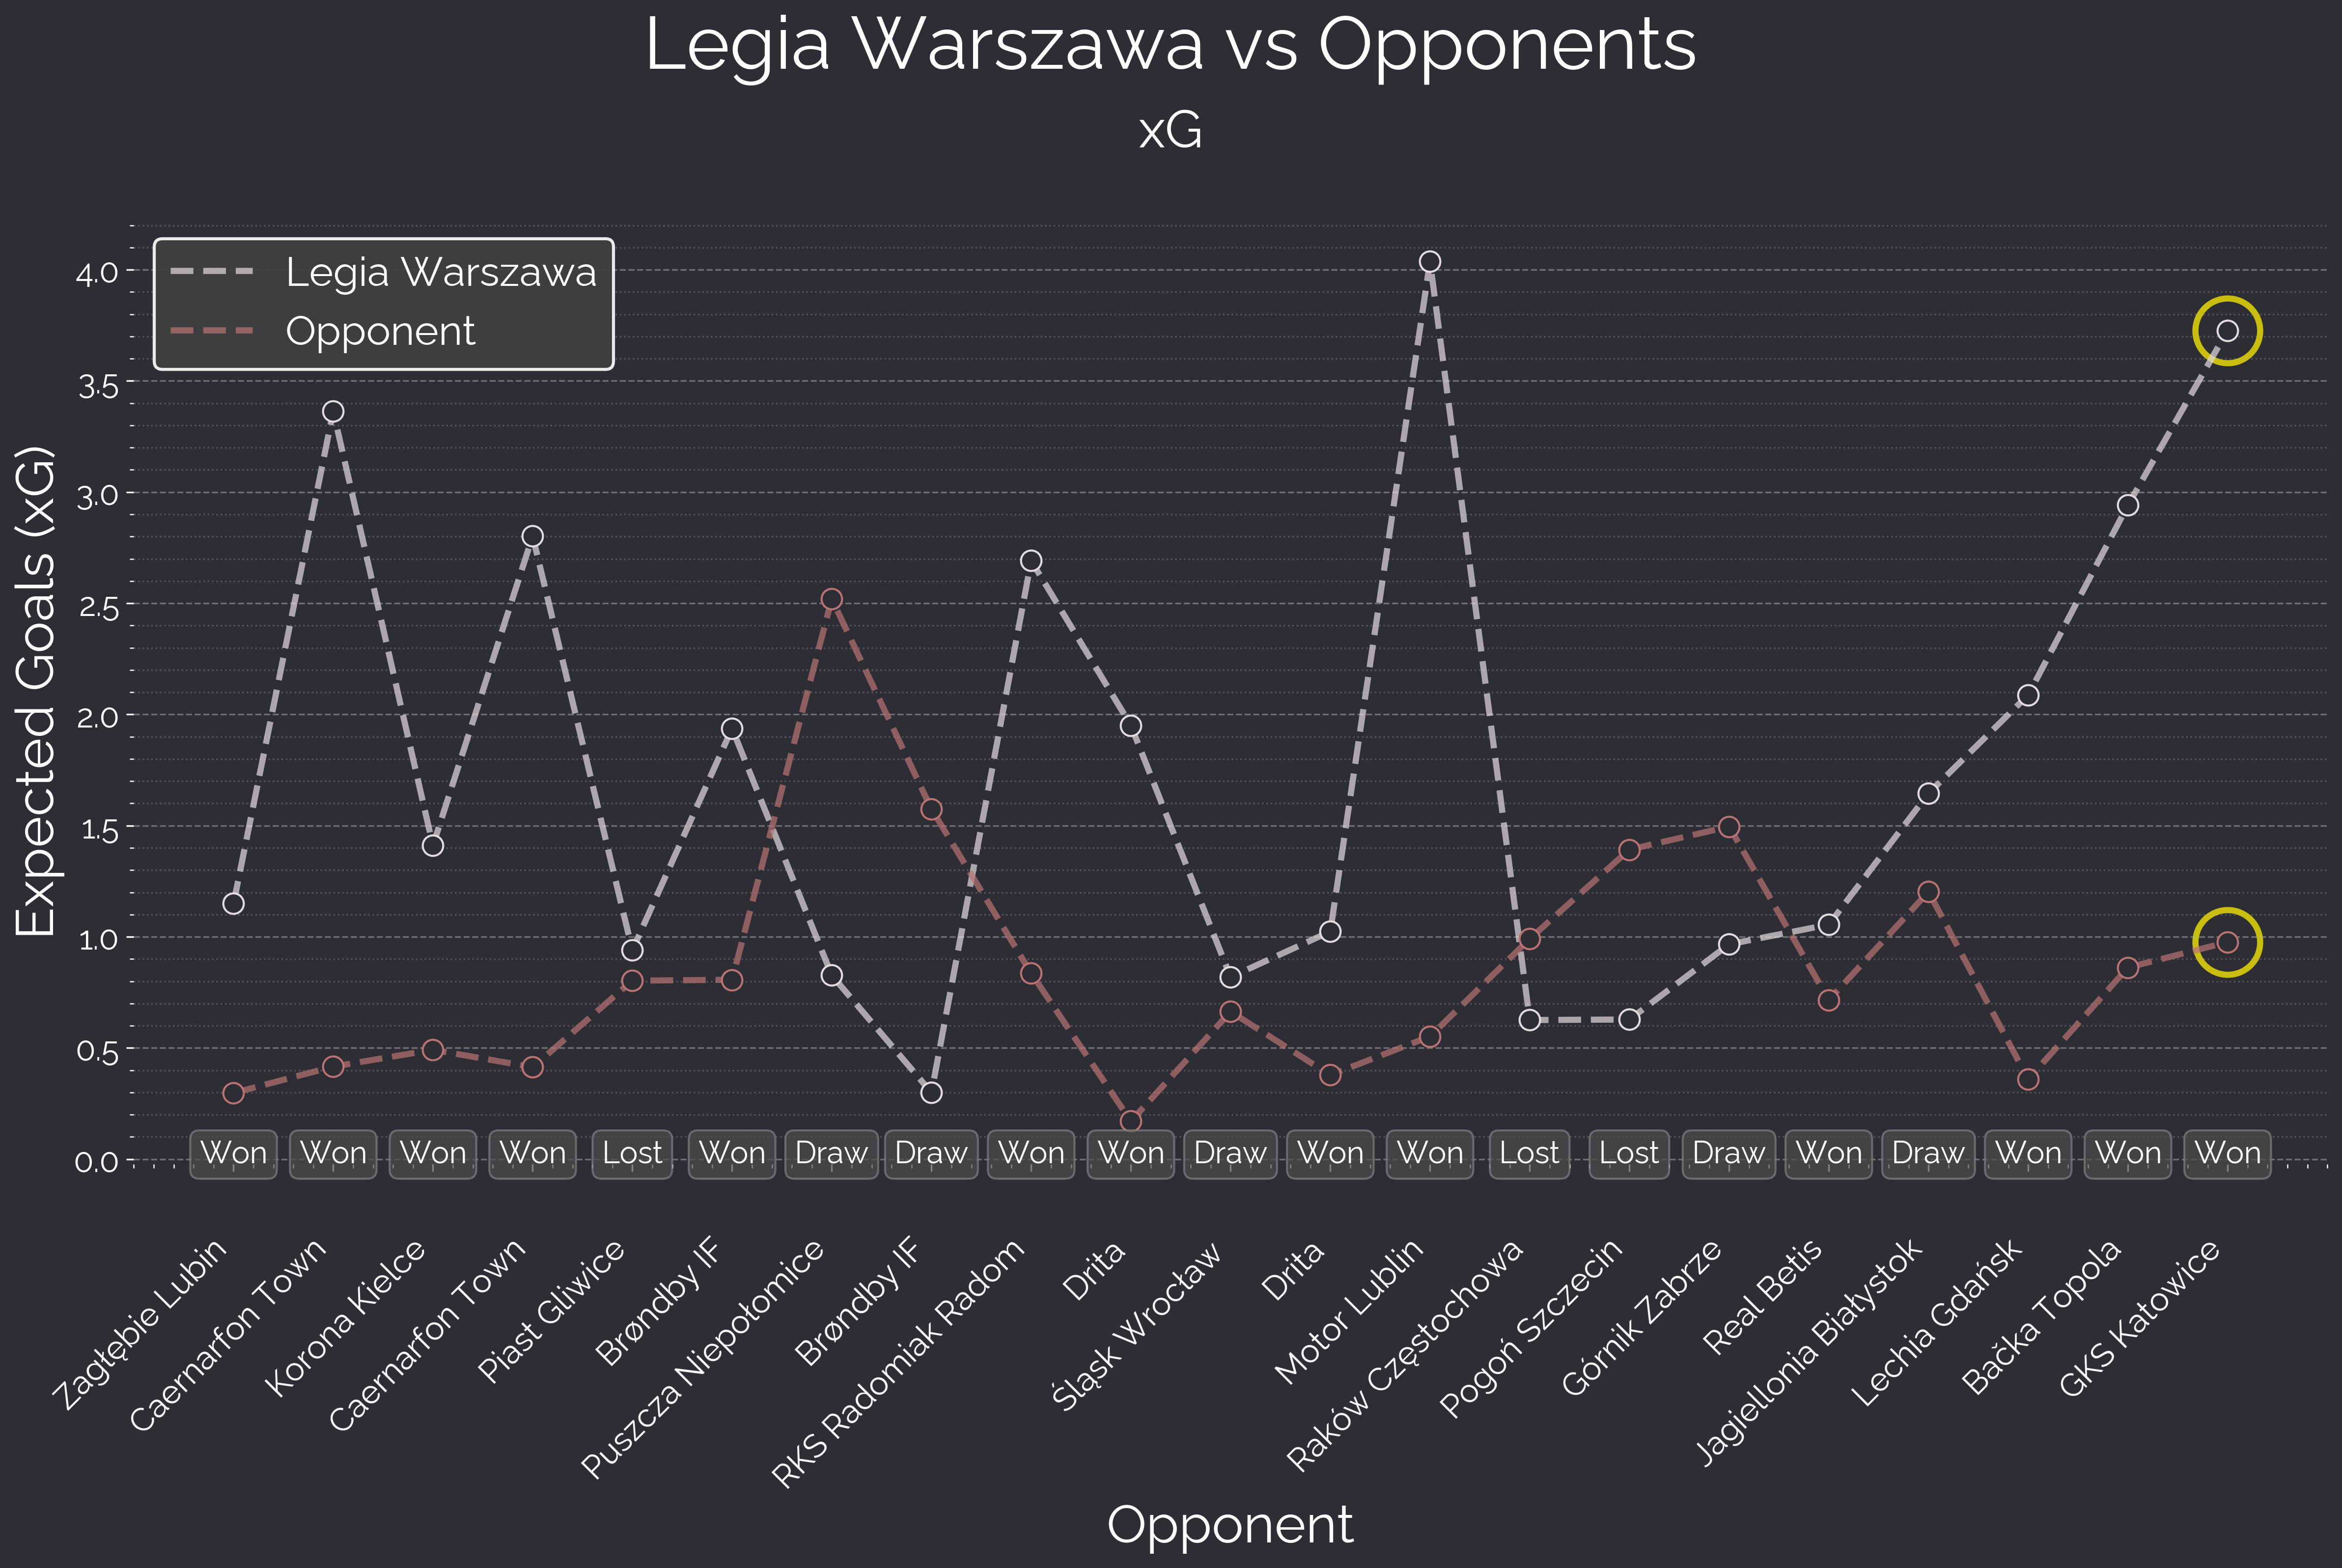 Legia Warszawa vs Opponents
xG
Legia Warszawa
Opponent
Expected Goals (xG)
4.0
3.5
3.0
2.5
2.0
1.5
1.0
0.5
0.0
Won Won Won Won Lost Won Draw Draw Won Won Draw Won Won Lost Lost Draw Won Draw Won Won Won
Zagłębie Lubin
Caernarfon Town
Korona Kielce
Caernarfon Town
Piast Gliwice
Brøndby IF
Puszcza Niepołomice
Brøndby IF
RKS Radomiak Radom
Drita
Śląsk Wrocław
Drita
Motor Lublin
Raków Częstochowa
Pogoń Szczecin
Górnik Zabrze
Real Betis
Jagiellonia Białystok
Lechia Gdańsk
Bačka Topola
GKS Katowice
Opponent